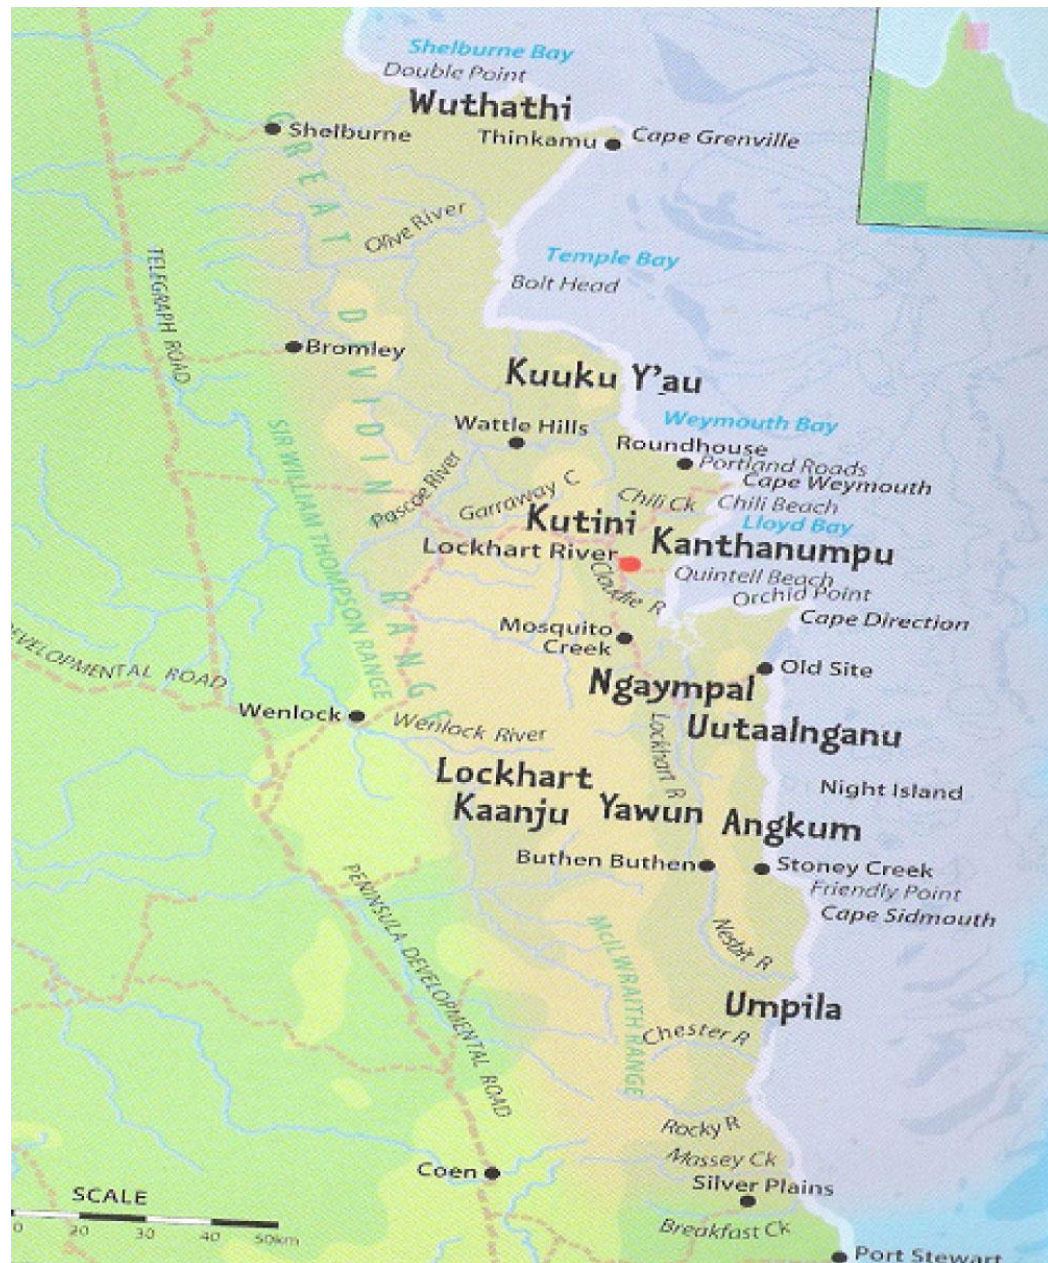 Shelburne Bay
Double Point
Wuthathi
Shelburne
Thinkamu
Cape Grenville
GREAT DIVIDING RANGE
Olive River
TELEGRAPH ROAD
Temple Bay
Bolt Head
Bromley
Kuuku Y'au
Weymouth Bay
Wattle Hills
Roundhouse
Portland Roads
Cape Weymouth
SIR WILLIAM THOMPSON RANGE
Pascoe River
Garraway C
Chili Ck
Chili Beach
Lloyd Bay
Kutini
Kanthanumpu
Lockhart River
Quintell Beach
Claudie R
Orchid Point
Cape Direction
Mosquito
Creek
Old Site
EVELOPMENTAL ROAD
Ngaympal
Uutaalnganu
Wenlock
Wenlock River
Lockhart R
Lockhart
Kaanju
Yawun
Angkum
Night Island
Buthen Buthen
Stoney Creek
Friendly Point
Cape Sidmouth
PENINSULA DEVELOPMENTAL ROAD
McILWRAITH RANGE
Nesbit R
Umpila
Chester R
Rocky R
Massey Ck
Coen
Silver Plains
SCALE
0 20 30 40 50km
Breakfast Ck
Port Stewart